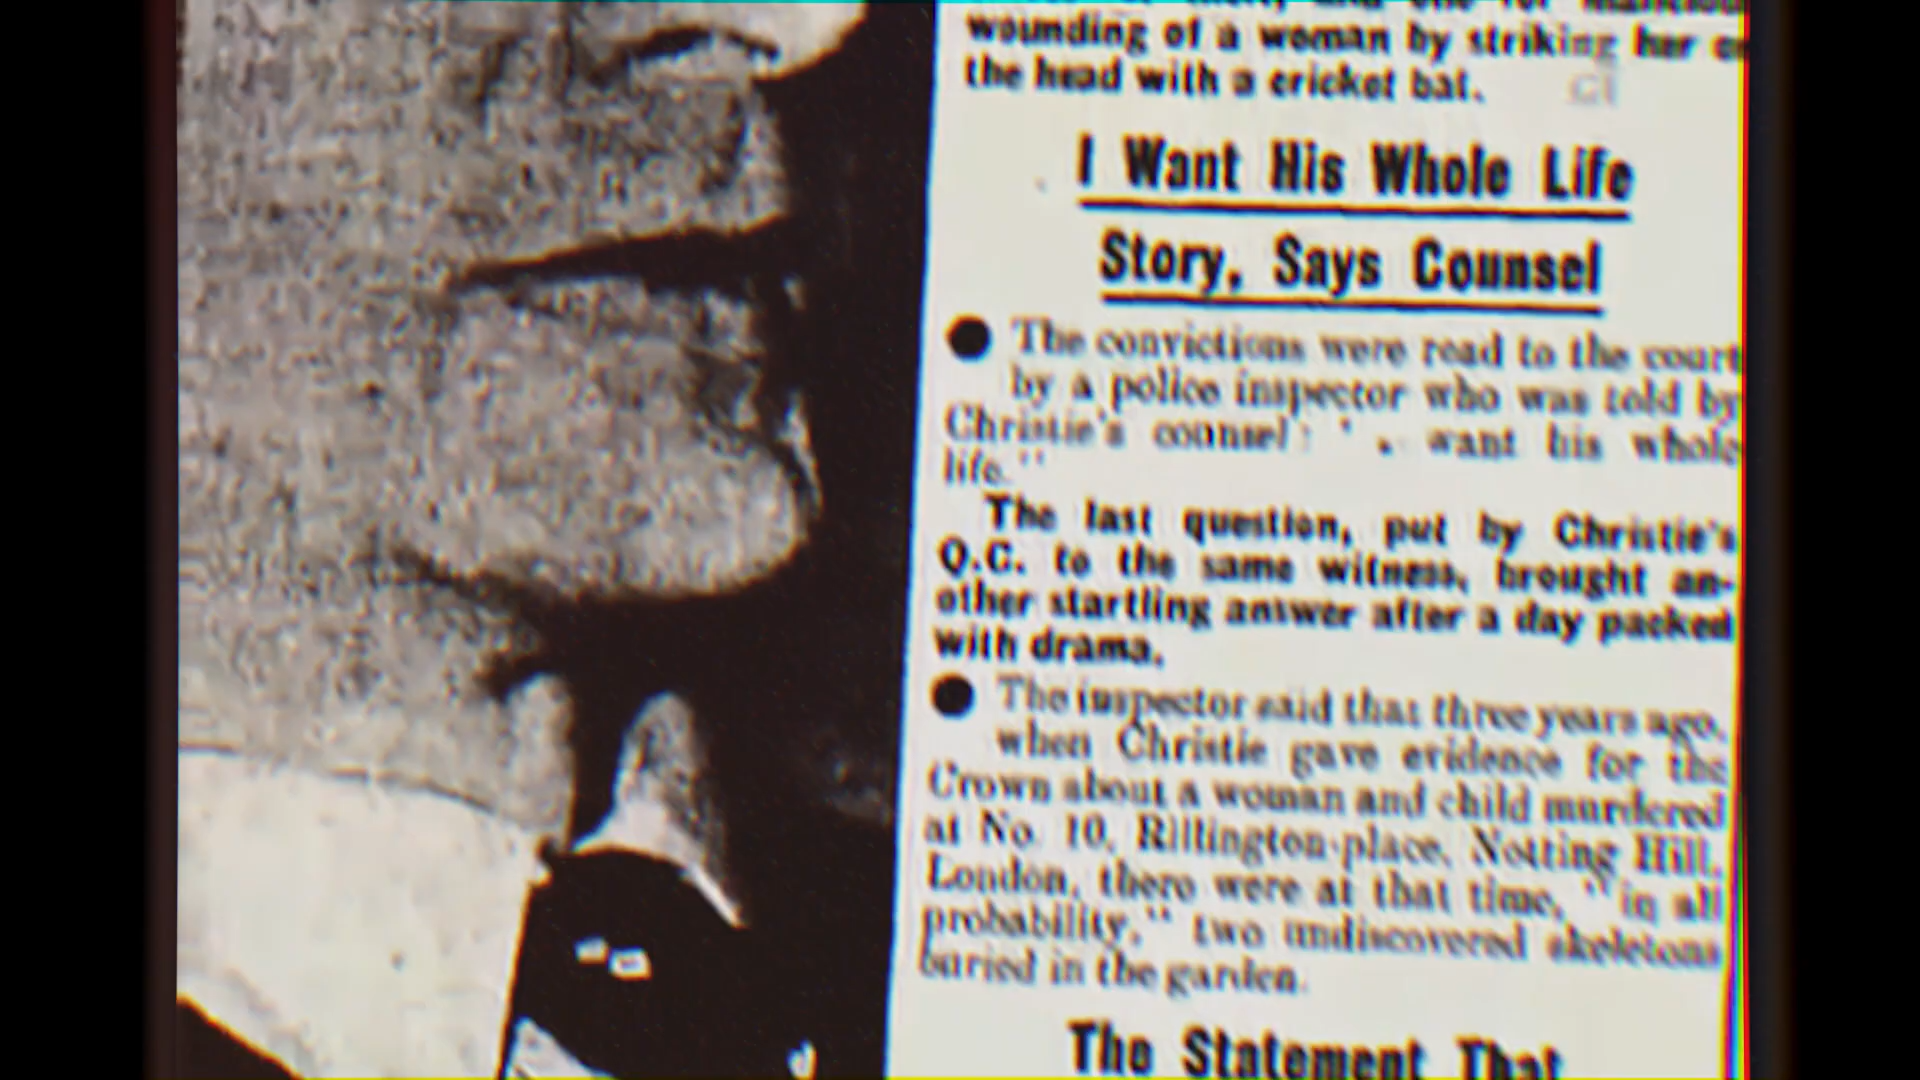 wounding of a woman by striking her on
the head with a cricket bat.
I Want His Whole Life
Story, Says Counsel
● The convictions were read to the court
by a police inspector who was told by
Christie's counsel: ' . want his whole
life."
The last question, put by Christie's
Q.C. to the same witness, brought an-
other startling answer after a day packed
with drama.
● The inspector said that three years ago,
when Christie gave evidence for the
Crown about a woman and child murdered
at No. 10, Rillington-place, Notting Hill,
London, there were at that time, "in all
probability," two undiscovered skeletons
buried in the garden.
The Statement That